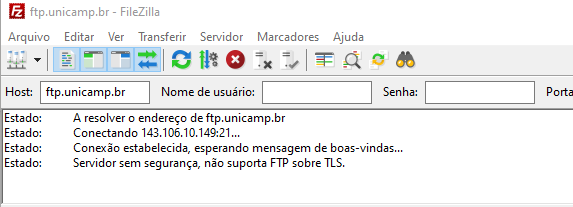 ftp.unicamp.br - FileZilla
Arquivo Editar Ver Transferir Servidor Marcadores Ajuda
Host: ftp.unicamp.br Nome de usuário: Senha: Porta
Estado: A resolver o endereço de ftp.unicamp.br
Estado: Conectando 143.106.10.149:21...
Estado: Conexão estabelecida, esperando mensagem de boas-vindas...
Estado: Servidor sem segurança, não suporta FTP sobre TLS.